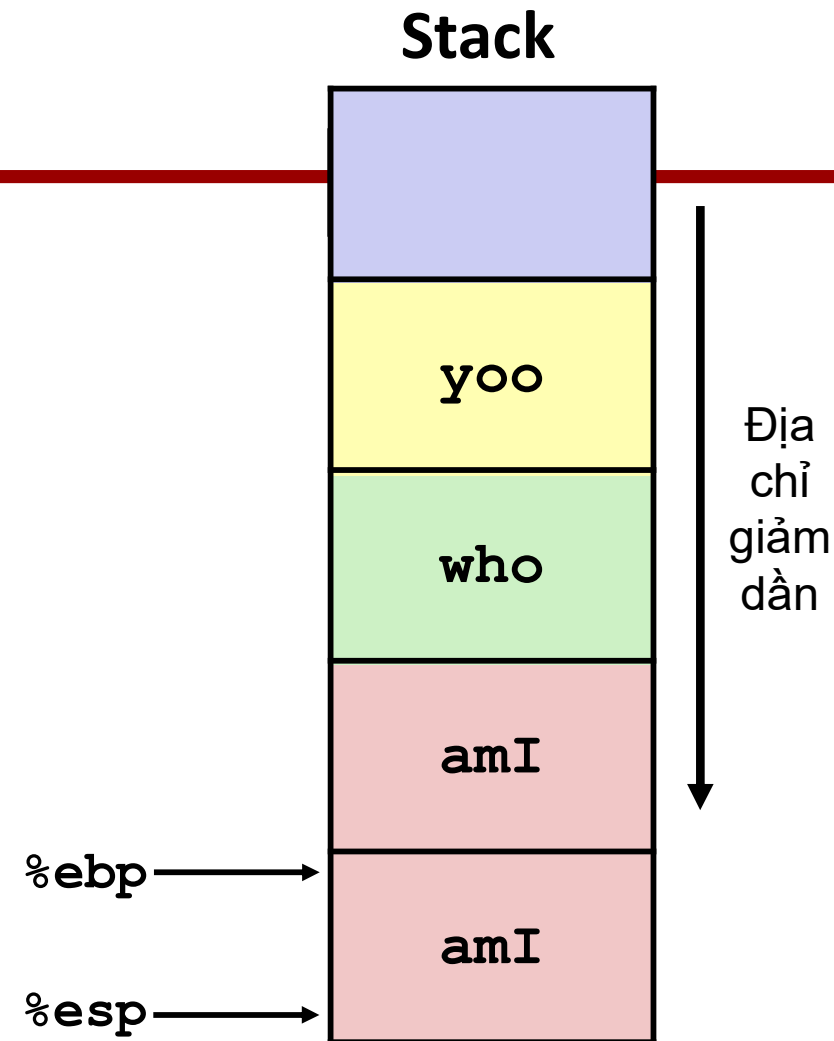 Stack
yoo
Địa
chỉ
giảm
dần
who
amI
%ebp
amI
%esp